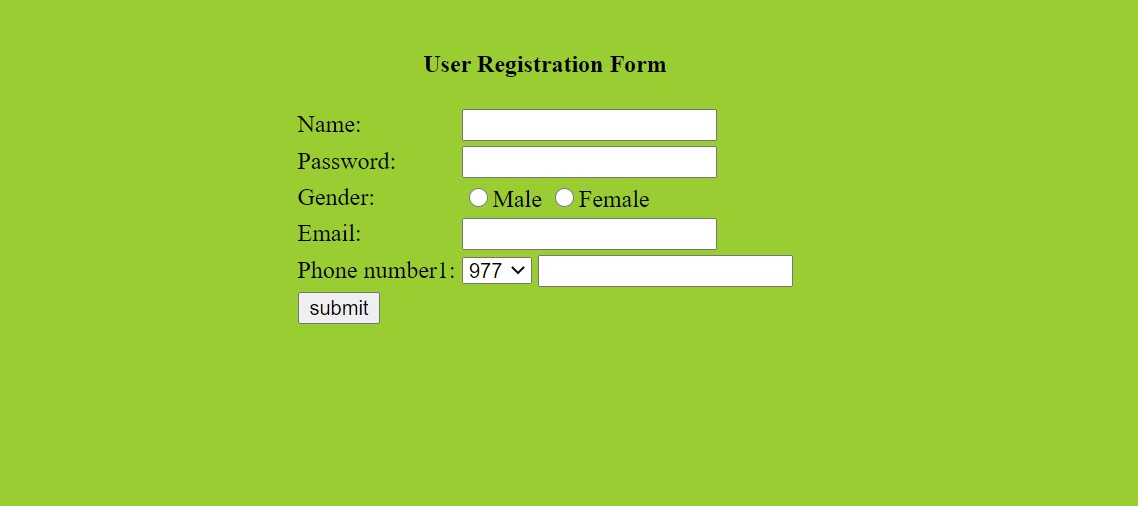 User Registration Form
Name:
Password:
Gender: Male Female
Email:
Phone number1: 977
submit